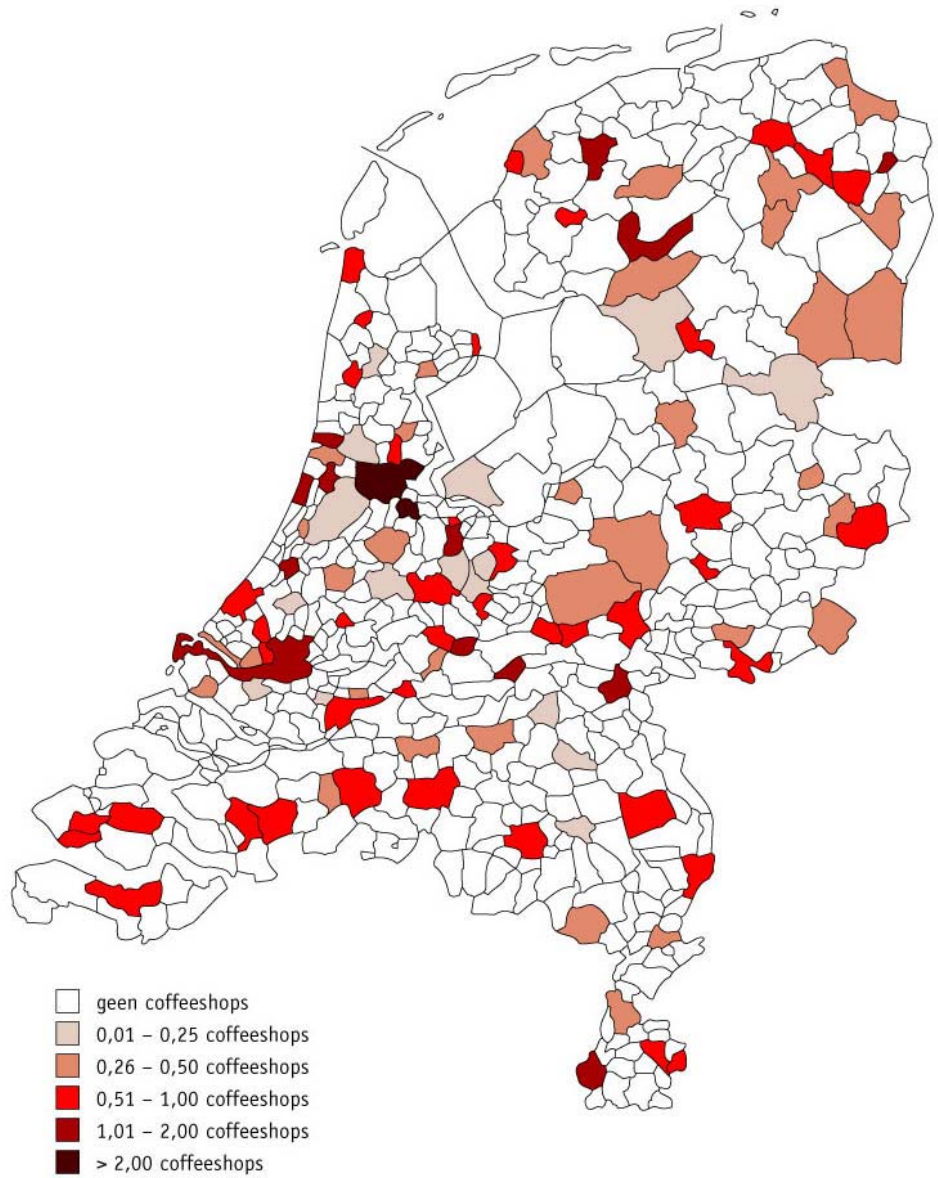 geen coffeeshops
0,01 – 0,25 coffeeshops
0,26 – 0,50 coffeeshops
0,51 – 1,00 coffeeshops
1,01 – 2,00 coffeeshops
> 2,00 coffeeshops